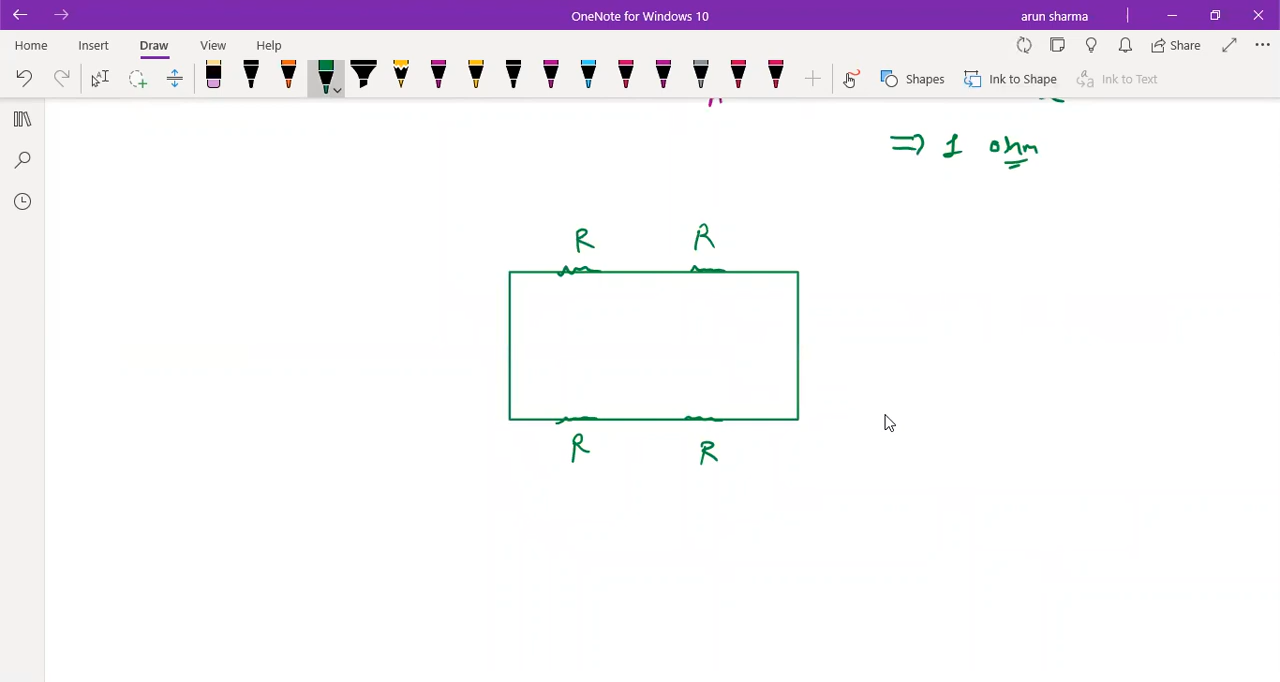 OneNote for Windows 10
arun sharma
Home Insert Draw View Help
Share
Shapes Ink to Shape Ink to Text
⇒ 1 ohm
R R
R R